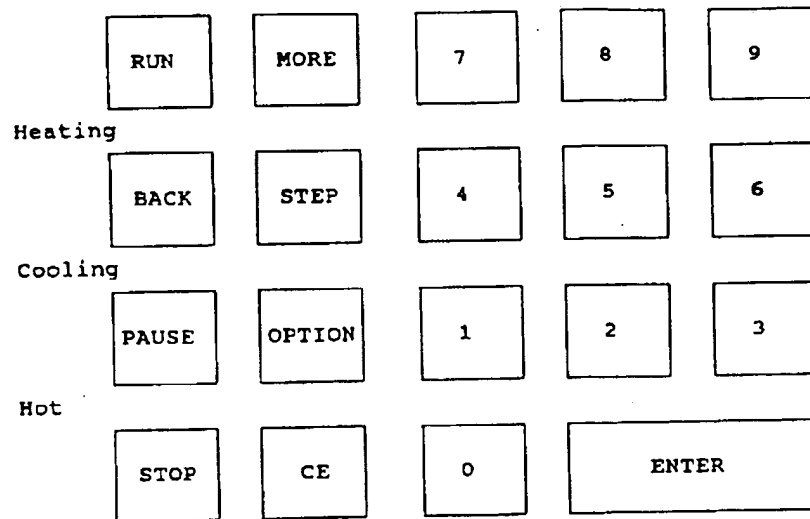 RUN MORE 7 8 9
Heating
BACK STEP 4 5 6
Cooling
PAUSE OPTION 1 2 3
Hot
STOP CE 0 ENTER